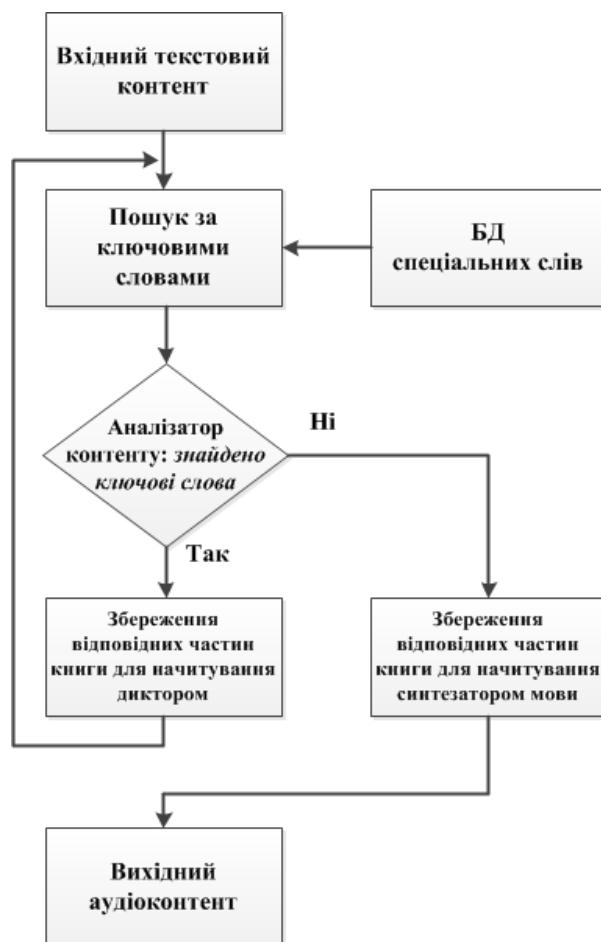 Вхідний текстовий
контент
Пошук за
ключовими
словами
БД
спеціальних слів
Аналізатор
контенту: знайдено
ключові слова
Ні
Так
Збереження
відповідних частин
книги для начитування
диктором
Збереження
відповідних частин
книги для начитування
синтезатором мови
Вихідний
аудіоконтент